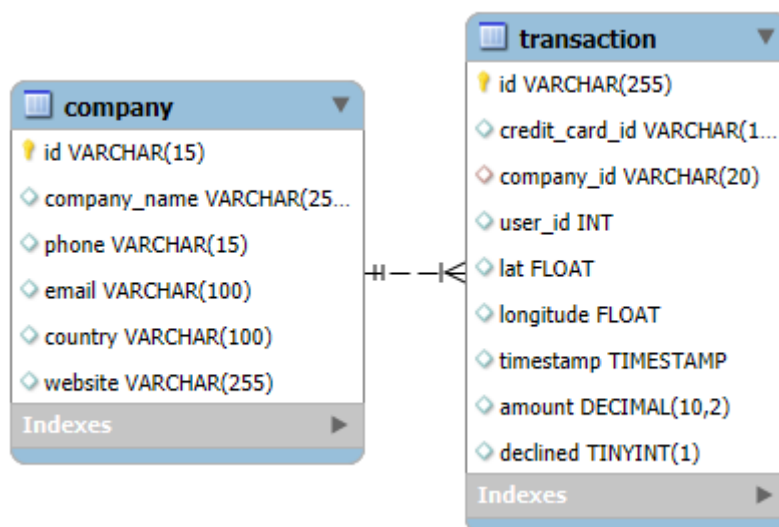 company
id VARCHAR(15)
company_name VARCHAR(25...
phone VARCHAR(15)
email VARCHAR(100)
country VARCHAR(100)
website VARCHAR(255)
Indexes
transaction
id VARCHAR(255)
credit_card_id VARCHAR(1...
company_id VARCHAR(20)
user_id INT
lat FLOAT
longitude FLOAT
timestamp TIMESTAMP
amount DECIMAL(10,2)
declined TINYINT(1)
Indexes